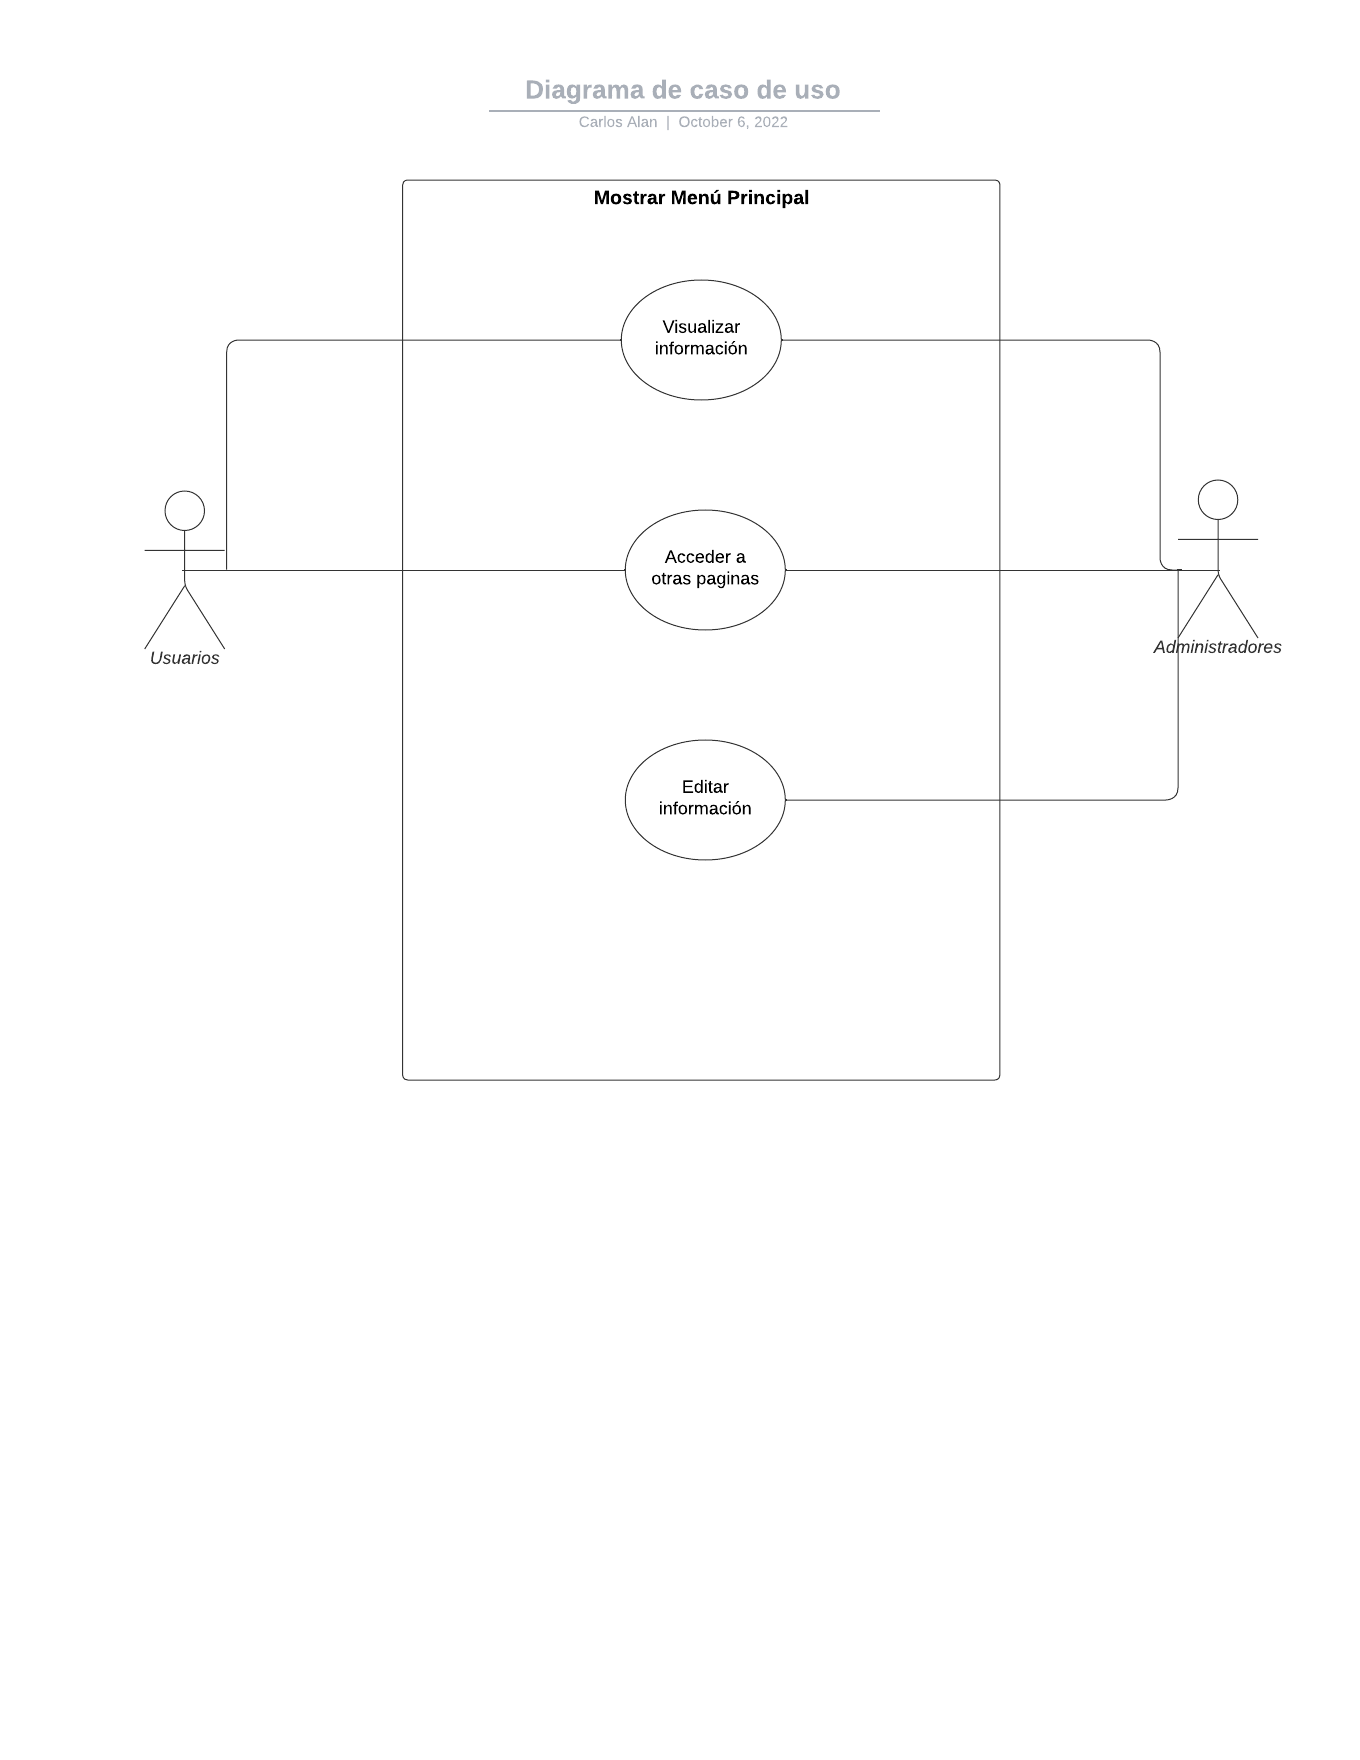 Diagrama de caso de uso
Carlos Alan | October 6, 2022
Mostrar Menú Principal
Visualizar
información
Acceder a
otras paginas
Usuarios
Administradores
Editar
información